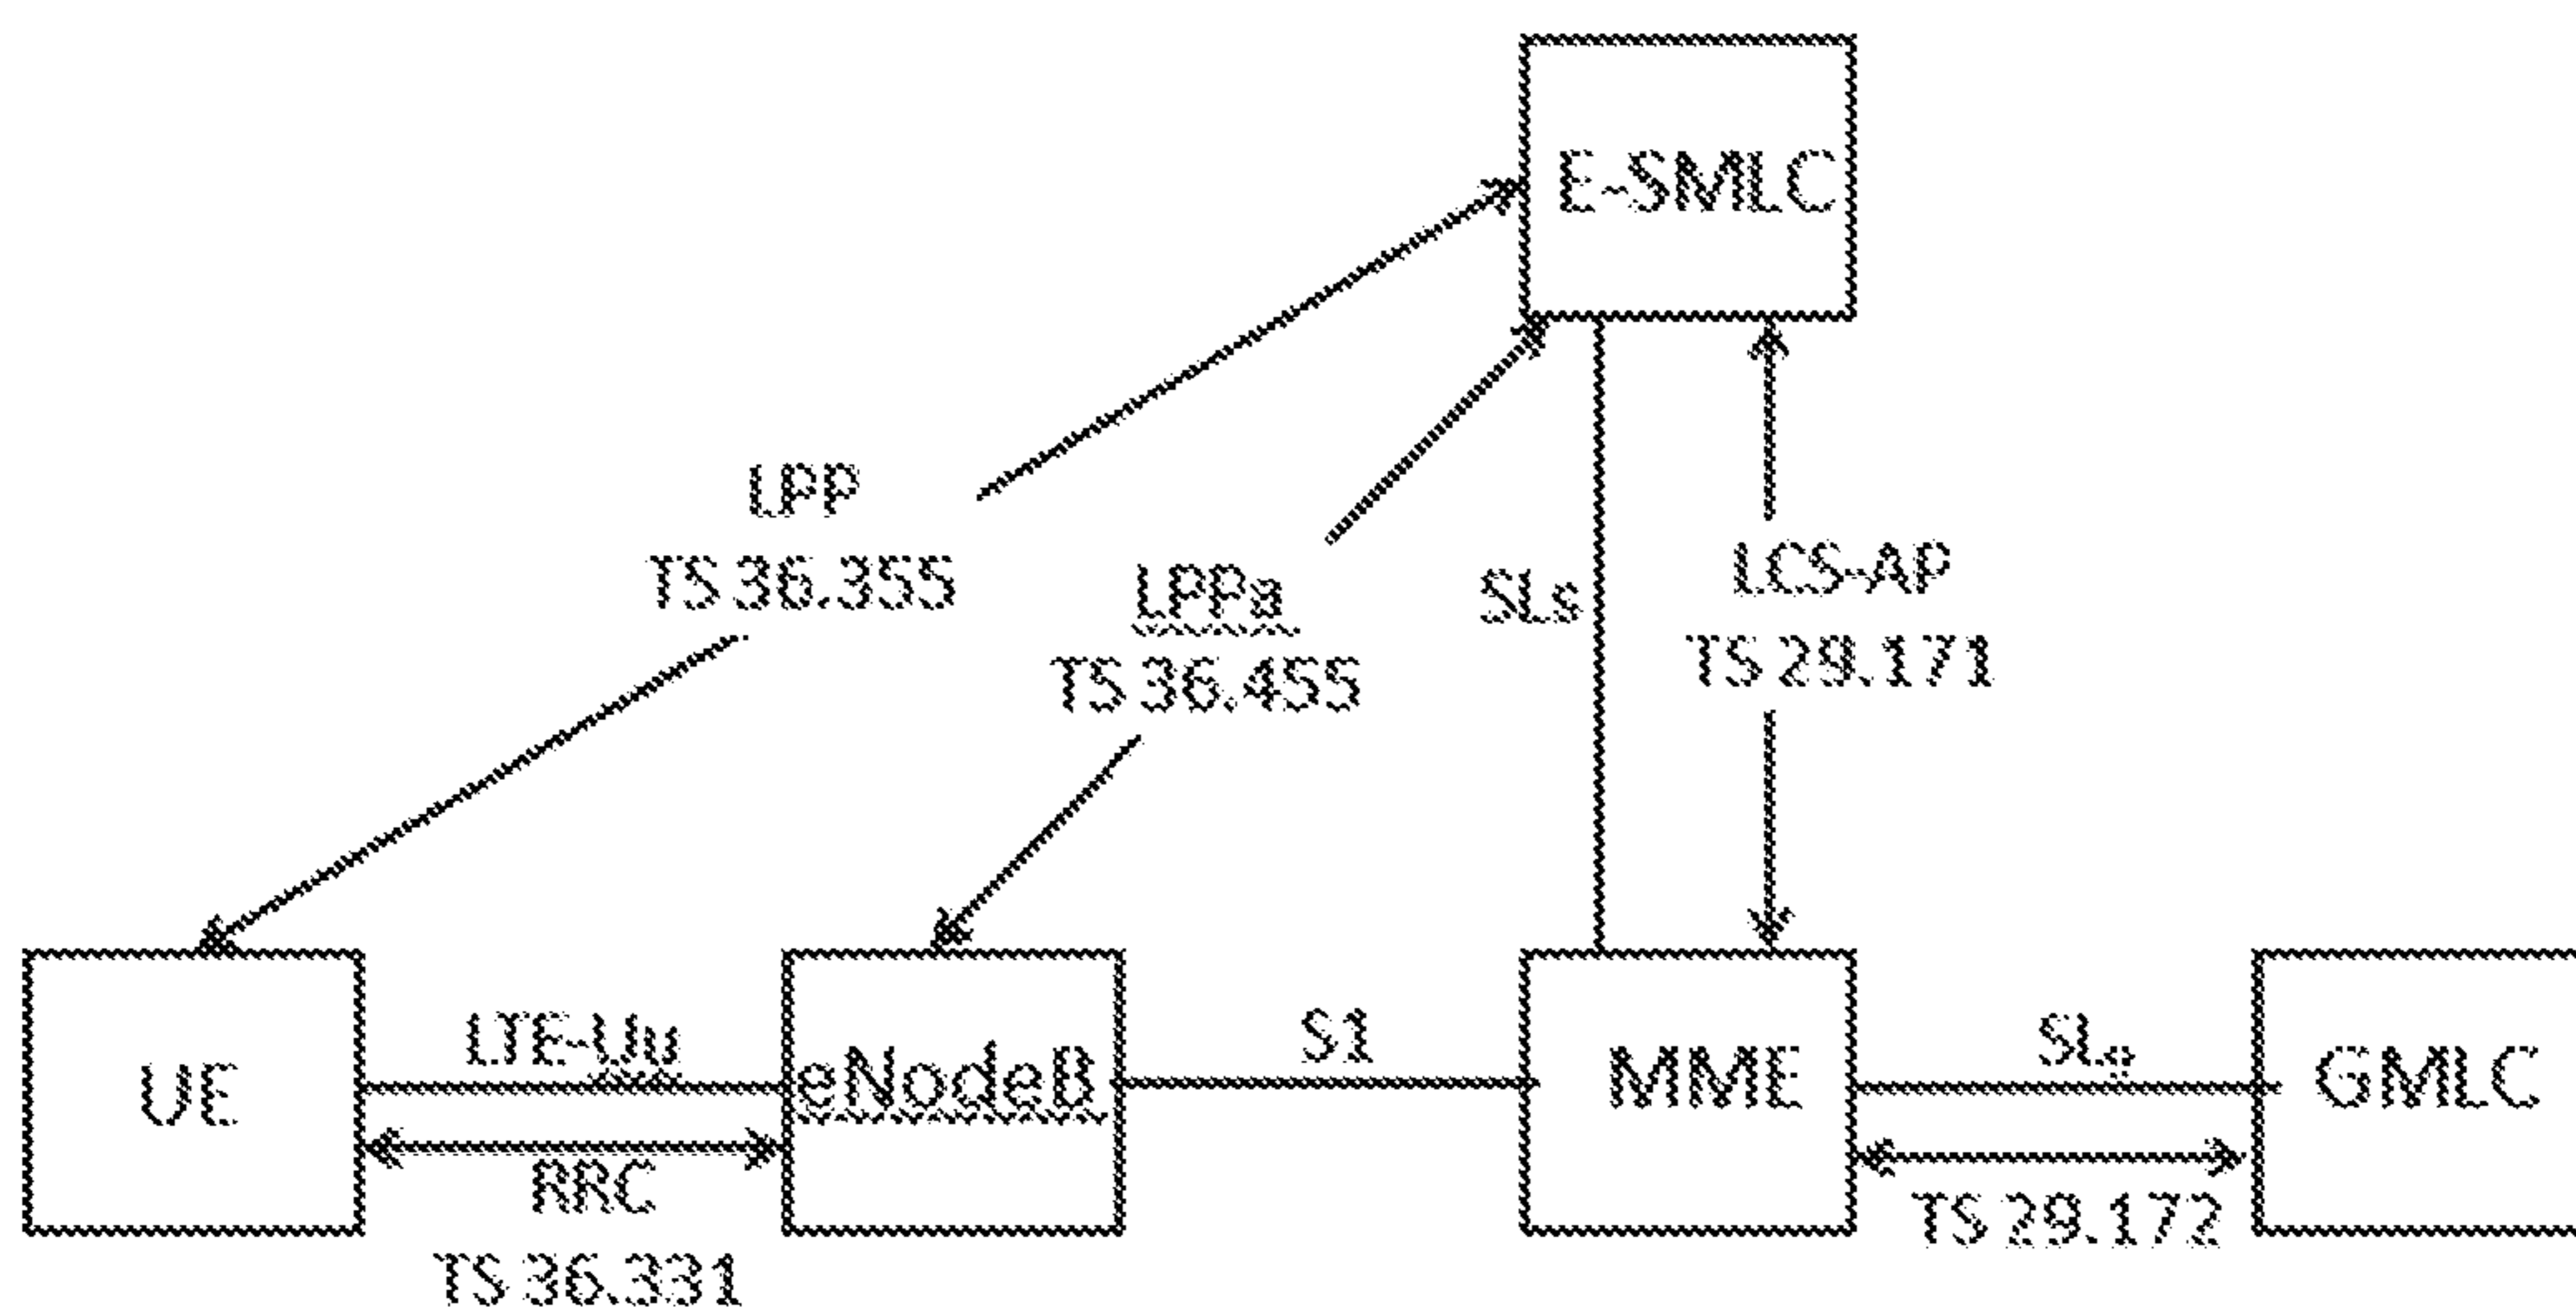 E-SMLC
LPP
TS 36.355
LPPa
TS 36.455
SLs
LCS-AP
TS 29.171
UE
LTE-Uu
RRC
TS 36.331
eNodeB
S1
MME
SLg
TS 29.172
GMLC